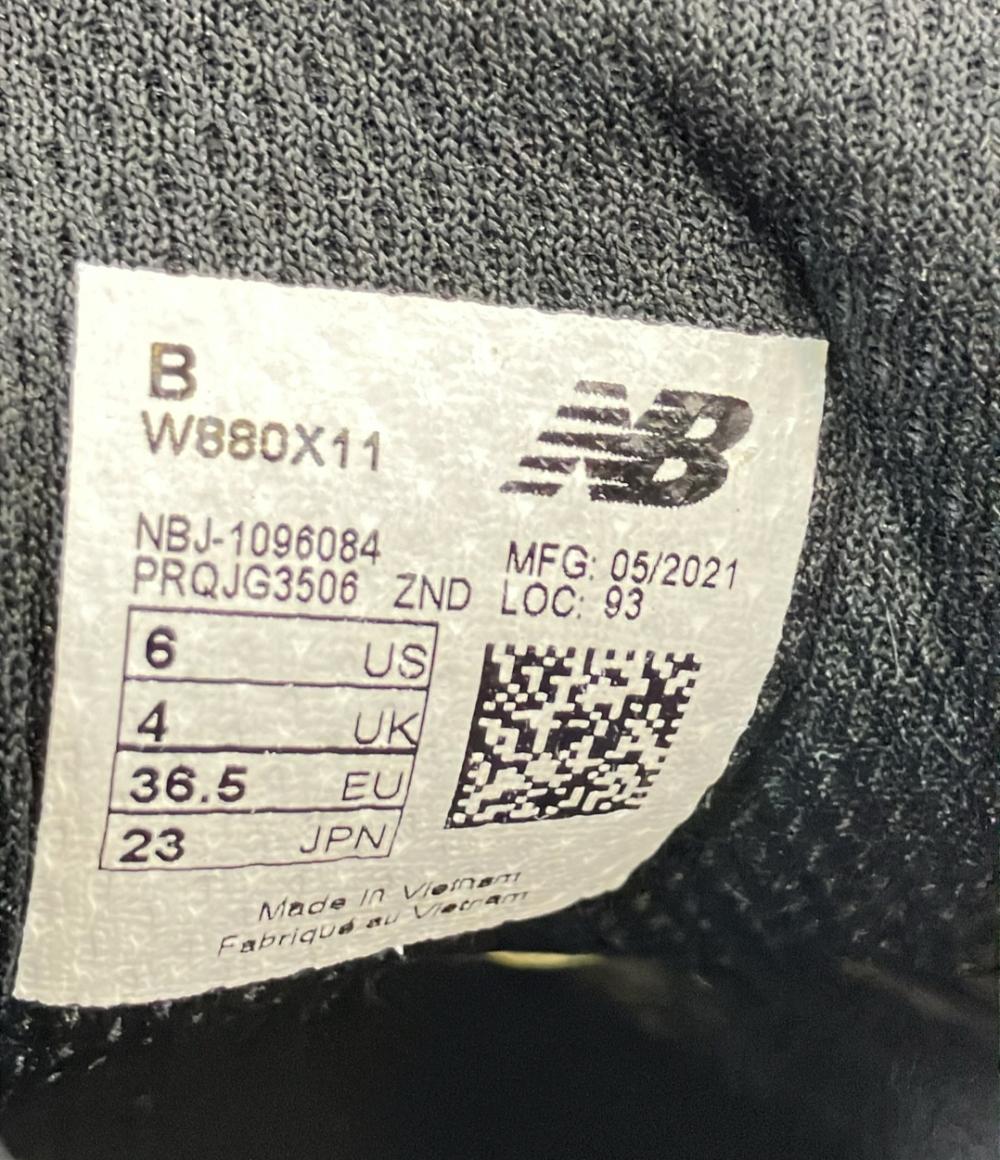 B
W880X11
NB
NBJ-1096084
PRQJG3506 ZND
MFG: 05/2021
LOC: 93
6 US
4 UK
36.5 EU
23 JPN
Made in Vietnam
Fabriqué au Vietnam